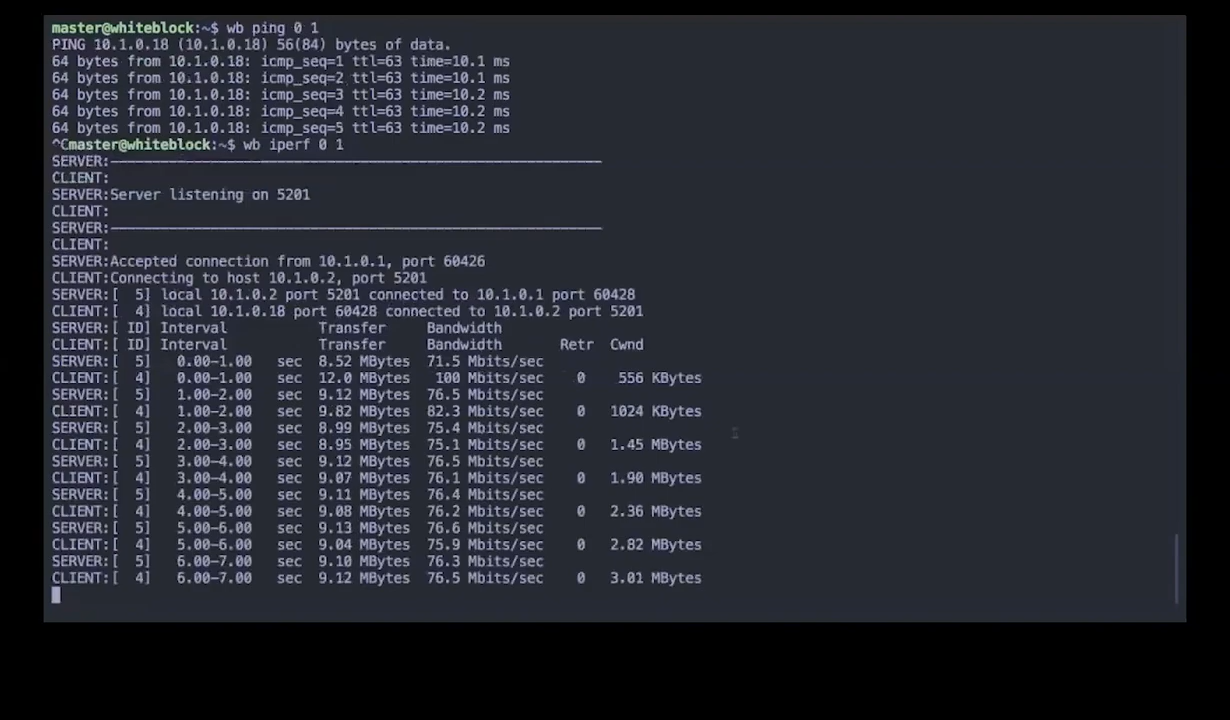 master@whiteblock:~$ wb ping 0 1
PING 10.1.0.18 (10.1.0.18) 56(84) bytes of data.
64 bytes from 10.1.0.18: icmp_seq=1 ttl=63 time=10.1 ms
64 bytes from 10.1.0.18: icmp_seq=2 ttl=63 time=10.1 ms
64 bytes from 10.1.0.18: icmp_seq=3 ttl=63 time=10.2 ms
64 bytes from 10.1.0.18: icmp_seq=4 ttl=63 time=10.2 ms
64 bytes from 10.1.0.18: icmp_seq=5 ttl=63 time=10.2 ms
^Cmaster@whiteblock:~$ wb iperf 0 1
SERVER:-----------------------------------------------------------
CLIENT:
SERVER:Server listening on 5201
CLIENT:
SERVER:-----------------------------------------------------------
CLIENT:
SERVER:Accepted connection from 10.1.0.1, port 60426
CLIENT:Connecting to host 10.1.0.2, port 5201
SERVER:[  5] local 10.1.0.2 port 5201 connected to 10.1.0.1 port 60428
CLIENT:[  4] local 10.1.0.18 port 60428 connected to 10.1.0.2 port 5201
SERVER:[ ID] Interval           Transfer     Bandwidth
CLIENT:[ ID] Interval           Transfer     Bandwidth       Retr  Cwnd
SERVER:[  5]   0.00-1.00   sec  8.52 MBytes  71.5 Mbits/sec
CLIENT:[  4]   0.00-1.00   sec  12.0 MBytes   100 Mbits/sec    0    556 KBytes
SERVER:[  5]   1.00-2.00   sec  9.12 MBytes  76.5 Mbits/sec
CLIENT:[  4]   1.00-2.00   sec  9.82 MBytes  82.3 Mbits/sec    0   1024 KBytes
SERVER:[  5]   2.00-3.00   sec  8.99 MBytes  75.4 Mbits/sec
CLIENT:[  4]   2.00-3.00   sec  8.95 MBytes  75.1 Mbits/sec    0   1.45 MBytes
SERVER:[  5]   3.00-4.00   sec  9.12 MBytes  76.5 Mbits/sec
CLIENT:[  4]   3.00-4.00   sec  9.07 MBytes  76.1 Mbits/sec    0   1.90 MBytes
SERVER:[  5]   4.00-5.00   sec  9.11 MBytes  76.4 Mbits/sec
CLIENT:[  4]   4.00-5.00   sec  9.08 MBytes  76.2 Mbits/sec    0   2.36 MBytes
SERVER:[  5]   5.00-6.00   sec  9.13 MBytes  76.6 Mbits/sec
CLIENT:[  4]   5.00-6.00   sec  9.04 MBytes  75.9 Mbits/sec    0   2.82 MBytes
SERVER:[  5]   6.00-7.00   sec  9.10 MBytes  76.3 Mbits/sec
CLIENT:[  4]   6.00-7.00   sec  9.12 MBytes  76.5 Mbits/sec    0   3.01 MBytes